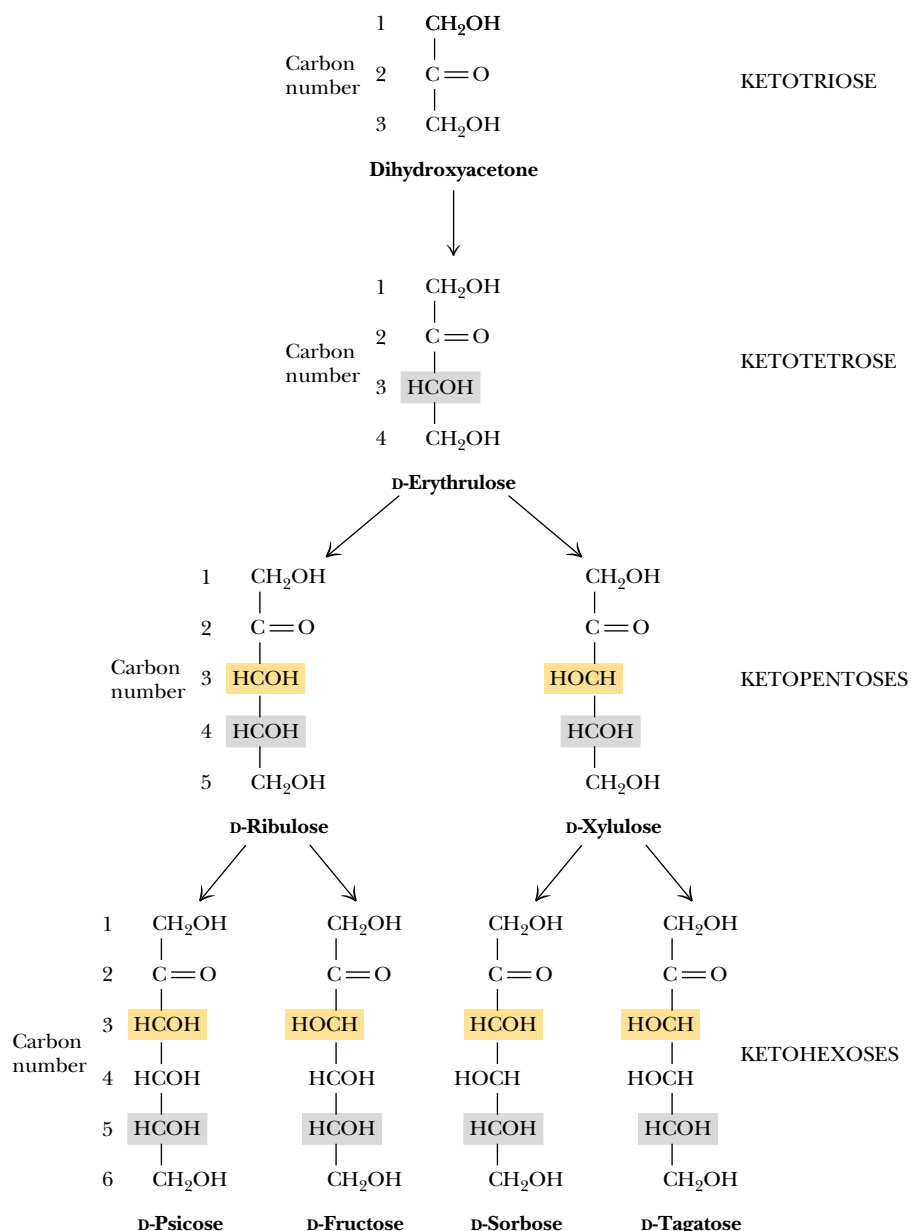 1 CH₂OH
Carbon
number
2 C=O
KETOTRIOSE
3 CH₂OH
Dihydroxyacetone
1 CH₂OH
2 C=O
Carbon
number
KETOTETROSE
3 HCOH
4 CH₂OH
D-Erythrulose
1 CH₂OH CH₂OH
2 C=O C=O
Carbon
number
3 HCOH HOCH KETOPENTOSES
4 HCOH HCOH
5 CH₂OH CH₂OH
D-Ribulose D-Xylulose
1 CH₂OH CH₂OH CH₂OH CH₂OH
2 C=O C=O C=O C=O
3 HCOH HOCH HCOH HOCH
Carbon
number
KETOHEXOSES
4 HCOH HCOH HOCH HOCH
5 HCOH HCOH HCOH HCOH
6 CH₂OH CH₂OH CH₂OH CH₂OH
D-Psicose D-Fructose D-Sorbose D-Tagatose